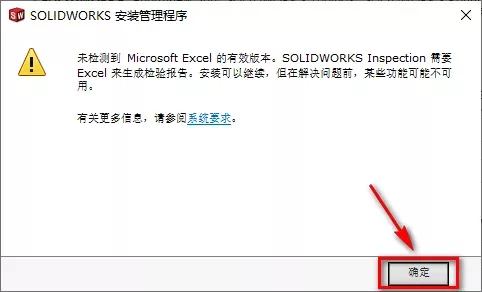 SOLIDWORKS 安装管理程序
未检测到 Microsoft Excel 的有效版本。SOLIDWORKS Inspection 需要
Excel 来生成检验报告。安装可以继续，但在解决问题前，某些功能可能不可
用。
有关更多信息，请参阅系统要求。
确定